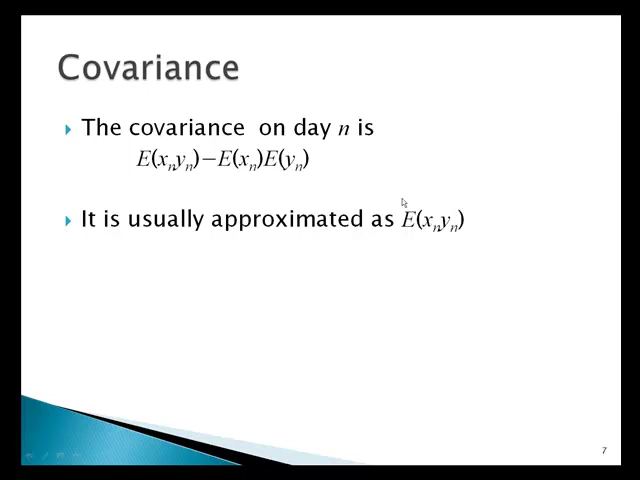 Covariance
The covariance on day n is
E(xₙyₙ)−E(xₙ)E(yₙ)
It is usually approximated as E(xₙyₙ)
7